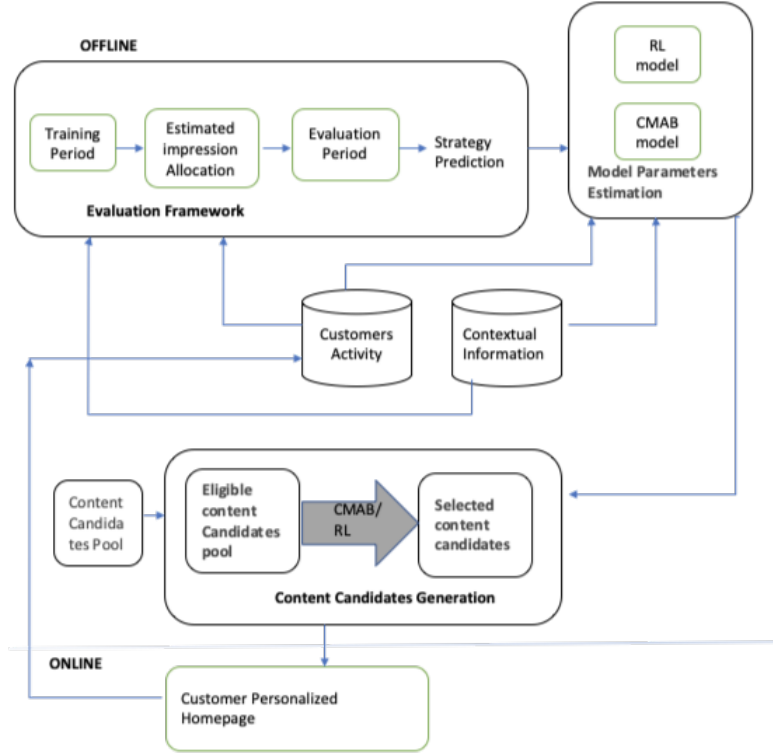 OFFLINE
RL
model
CMAB
model
Model Parameters
Estimation
Training
Period
Estimated
impression
Allocation
Evaluation
Period
Strategy
Prediction
Evaluation Framework
Customers
Activity
Contextual
Information
Content
Candida
tes Pool
Eligible
content
Candidates
pool
CMAB/
RL
Selected
content
candidates
Content Candidates Generation
ONLINE
Customer Personalized
Homepage